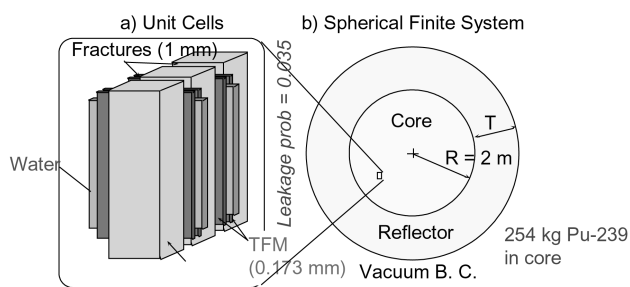 a) Unit Cells
Fractures (1 mm)
Water
TFM
(0.173 mm)
Leakage prob = 0.035
b) Spherical Finite System
Core
T
R = 2 m
Reflector
Vacuum B. C.
254 kg Pu-239
in core